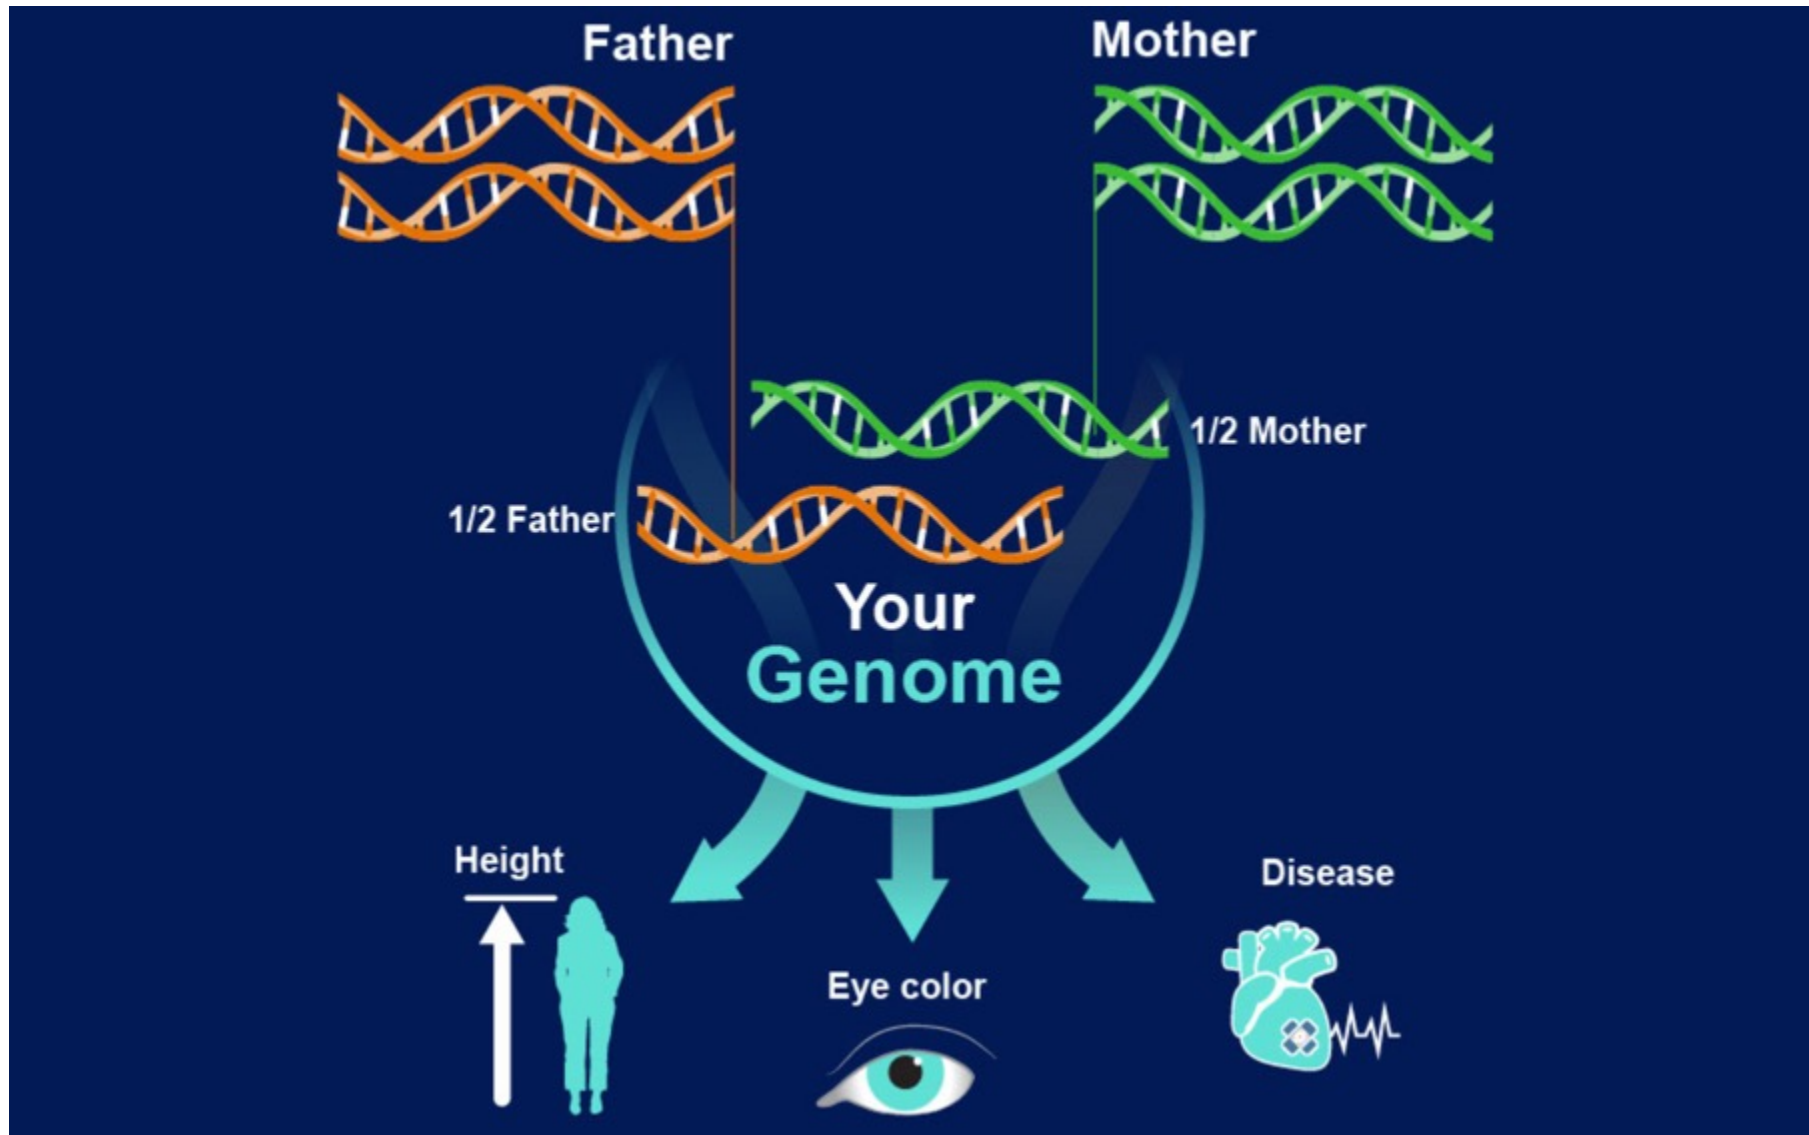 Father
Mother
1/2 Mother
1/2 Father
Your
Genome
Height
Disease
Eye color